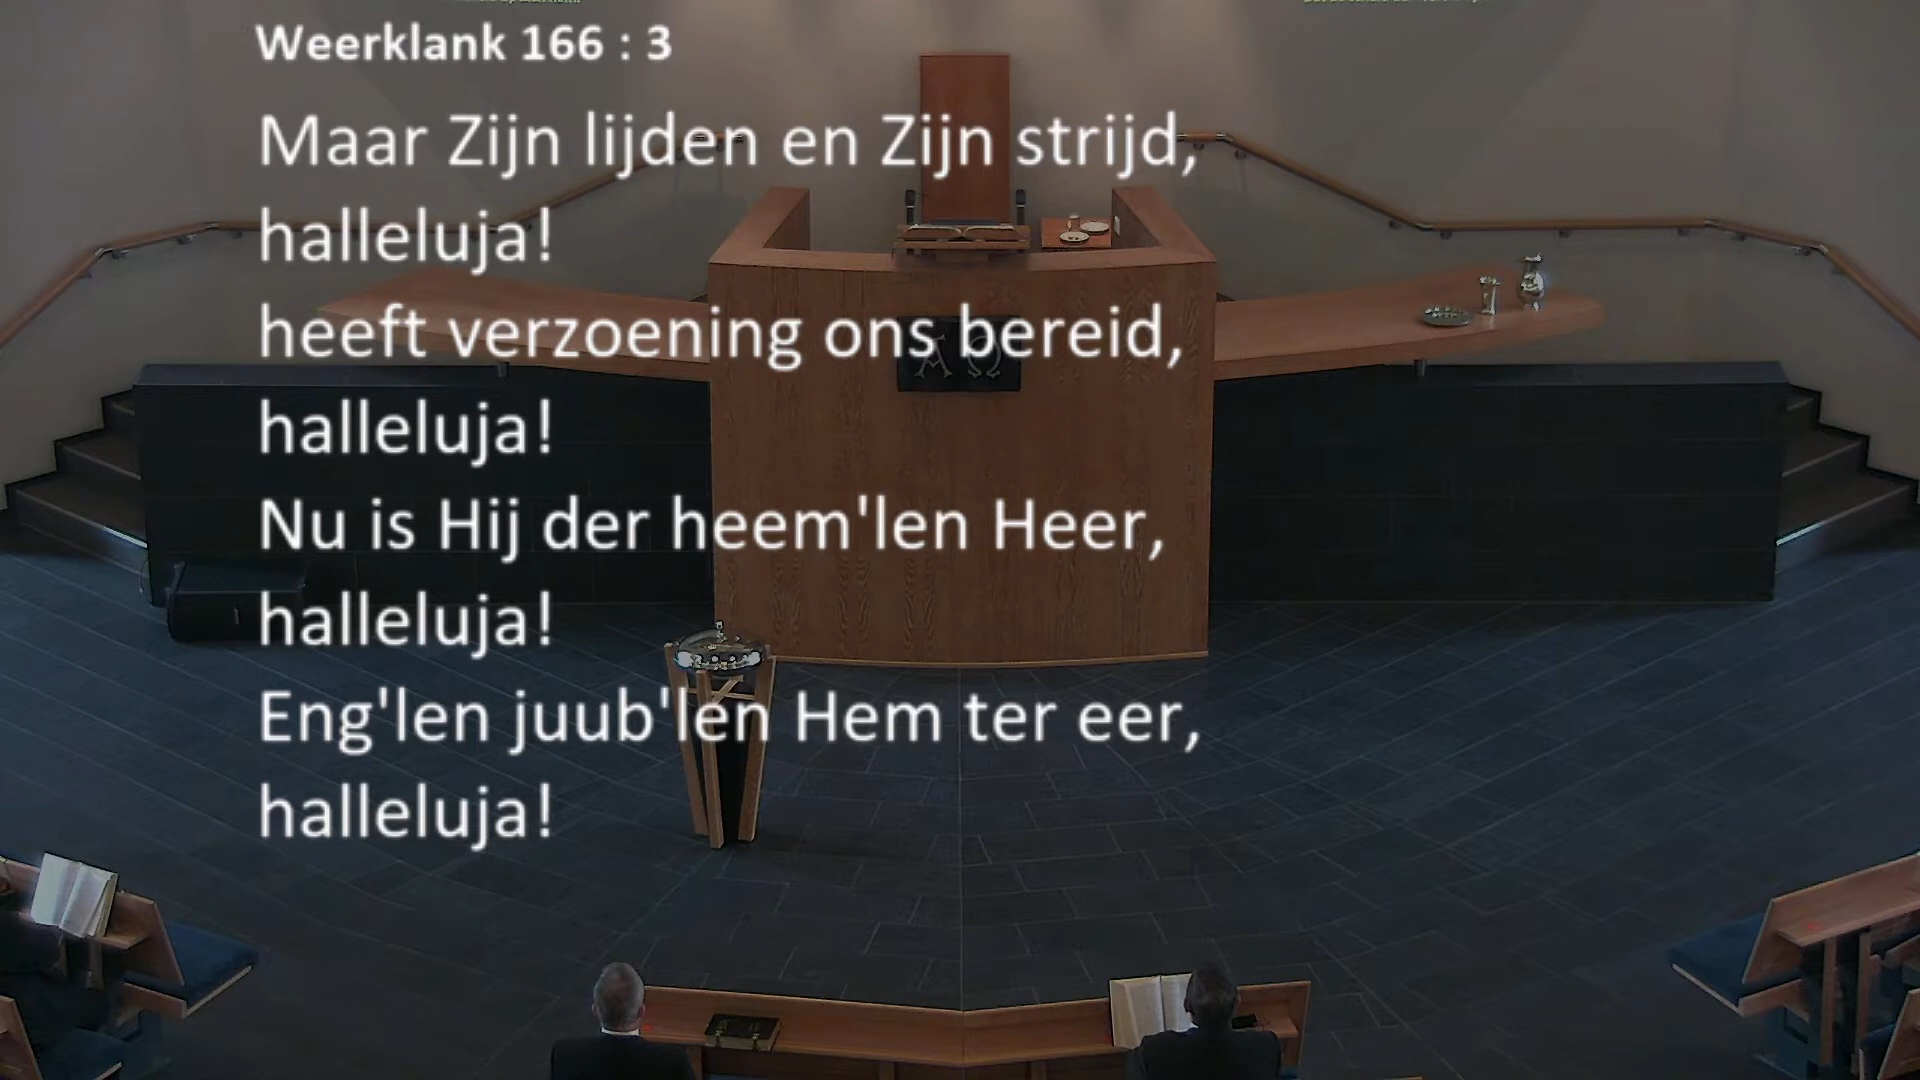 Weerklank 166 : 3
Maar Zijn lijden en Zijn strijd,
halleluja!
heeft verzoening ons bereid,
halleluja!
Nu is Hij der heem'len Heer,
halleluja!
Eng'len juub'len Hem ter eer,
halleluja!
Α Ω